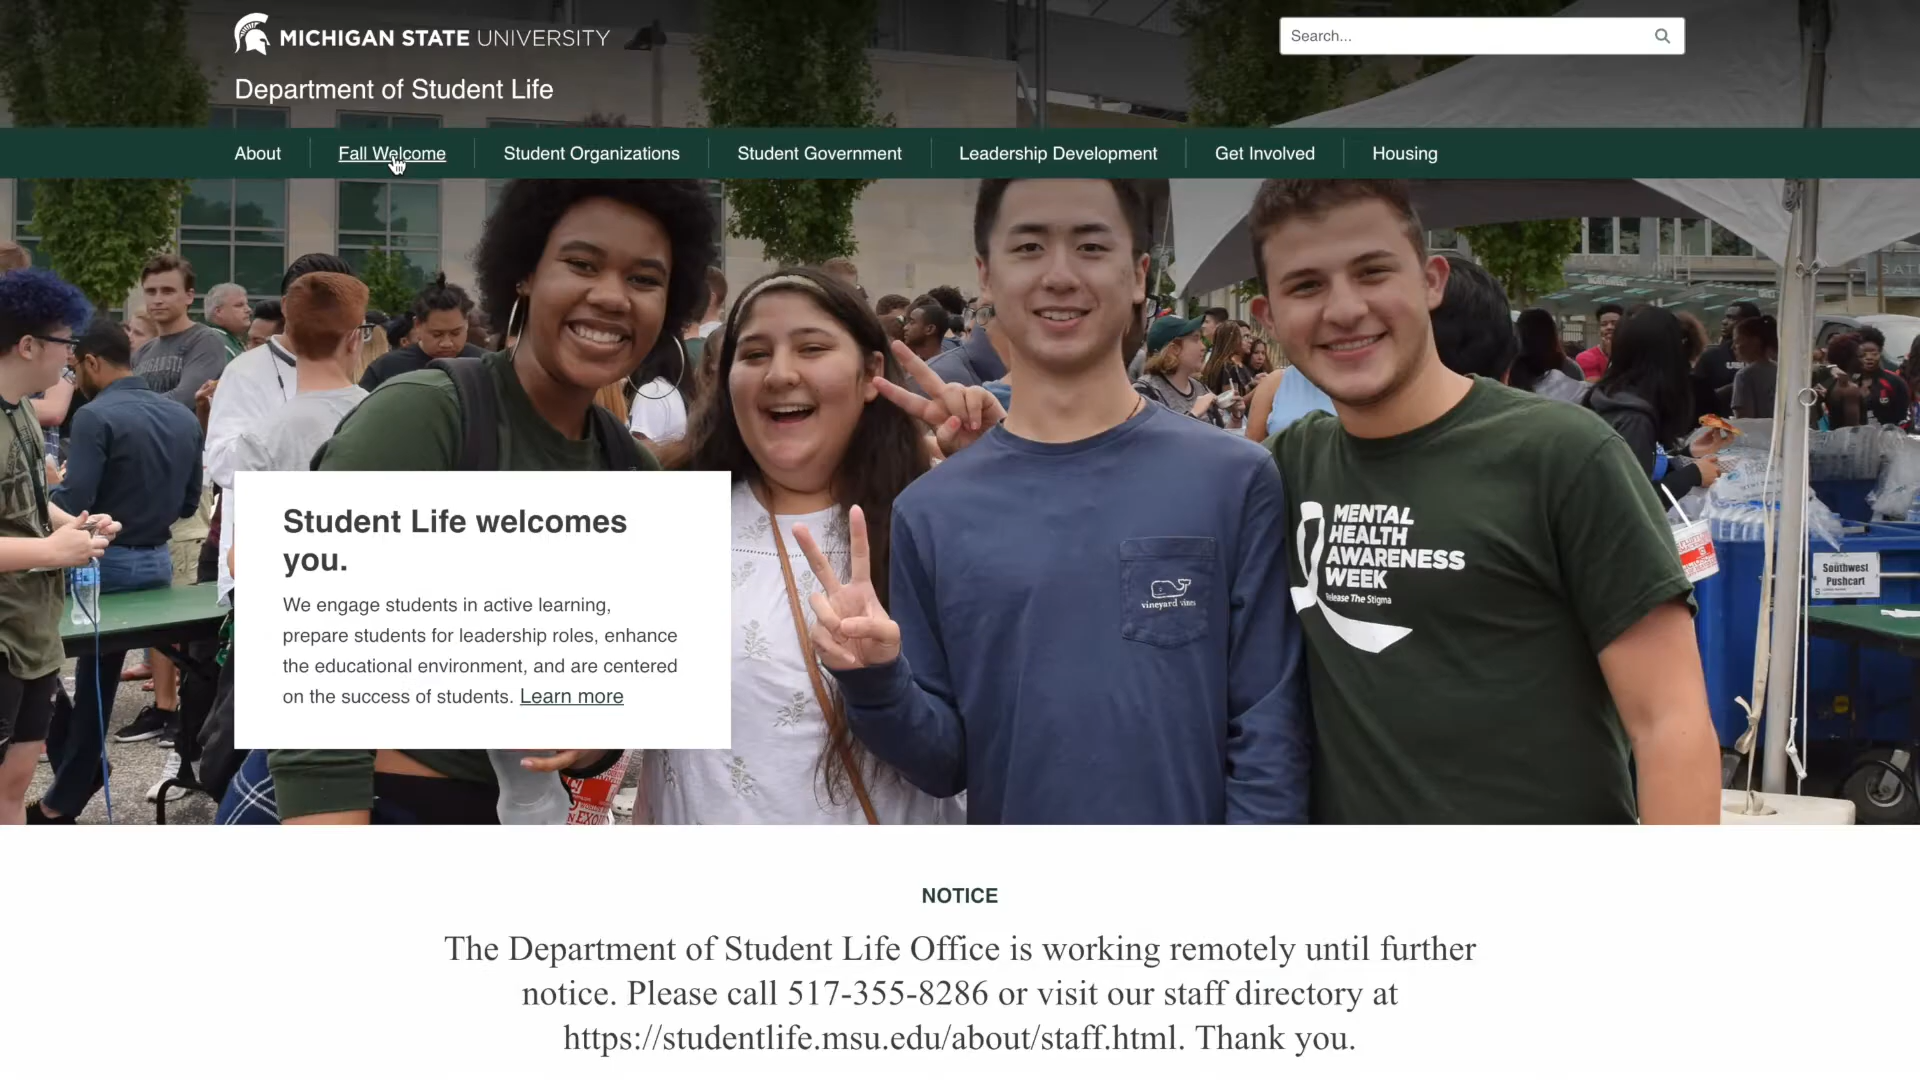 MICHIGAN STATE UNIVERSITY
Search...
Department of Student Life
About
Fall Welcome
Student Organizations
Student Government
Leadership Development
Get Involved
Housing
MENTAL
HEALTH
AWARENESS
WEEK
Release The Stigma
vineyard vines
Southwest
Pushcart
Student Life welcomes
you.
We engage students in active learning,
prepare students for leadership roles, enhance
the educational environment, and are centered
on the success of students. Learn more
NOTICE
The Department of Student Life Office is working remotely until further
notice. Please call 517-355-8286 or visit our staff directory at
https://studentlife.msu.edu/about/staff.html. Thank you.